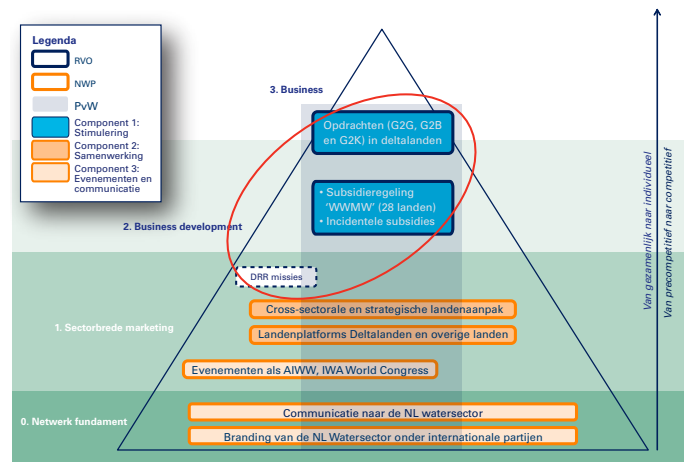 Legenda
RVO
NWP
PvW
Component 1:
Stimulering
Component 2:
Samenwerking
Component 3:
Evenementen en
communicatie
3. Business
Opdrachten (G2G, G2B
en G2K) in deltalanden
• Subsidieregeling
'WWMW' (28 landen)
• Incidentele subsidies
2. Business development
DRR missies
Cross-sectorale en strategische landenaanpak
1. Sectorbrede marketing
Landenplatforms Deltalanden en overige landen
Evenementen als AIWW, IWA World Congress
0. Netwerk fundament
Communicatie naar de NL watersector
Branding van de NL Watersector onder internationale partijen
Van gezamenlijk naar individueel
Van precompetitief naar competitief